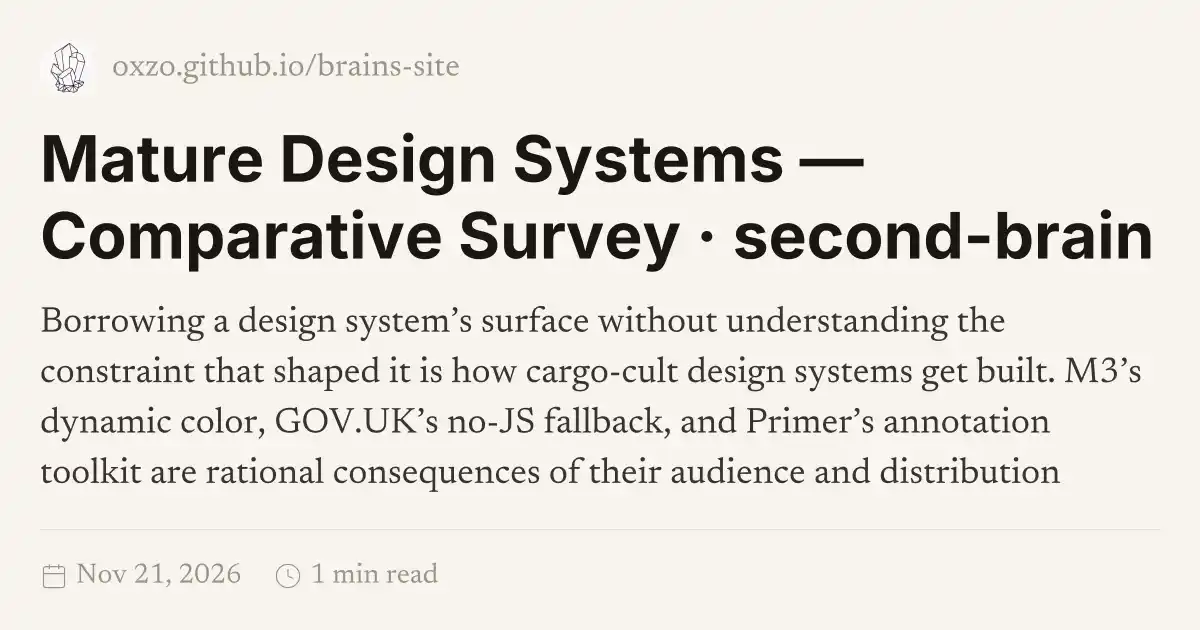 oxzo.github.io/brains-site
Mature Design Systems —
Comparative Survey · second-brain
Borrowing a design system’s surface without understanding the
constraint that shaped it is how cargo-cult design systems get built. M3’s
dynamic color, GOV.UK’s no-JS fallback, and Primer’s annotation
toolkit are rational consequences of their audience and distribution
Nov 21, 2026 1 min read